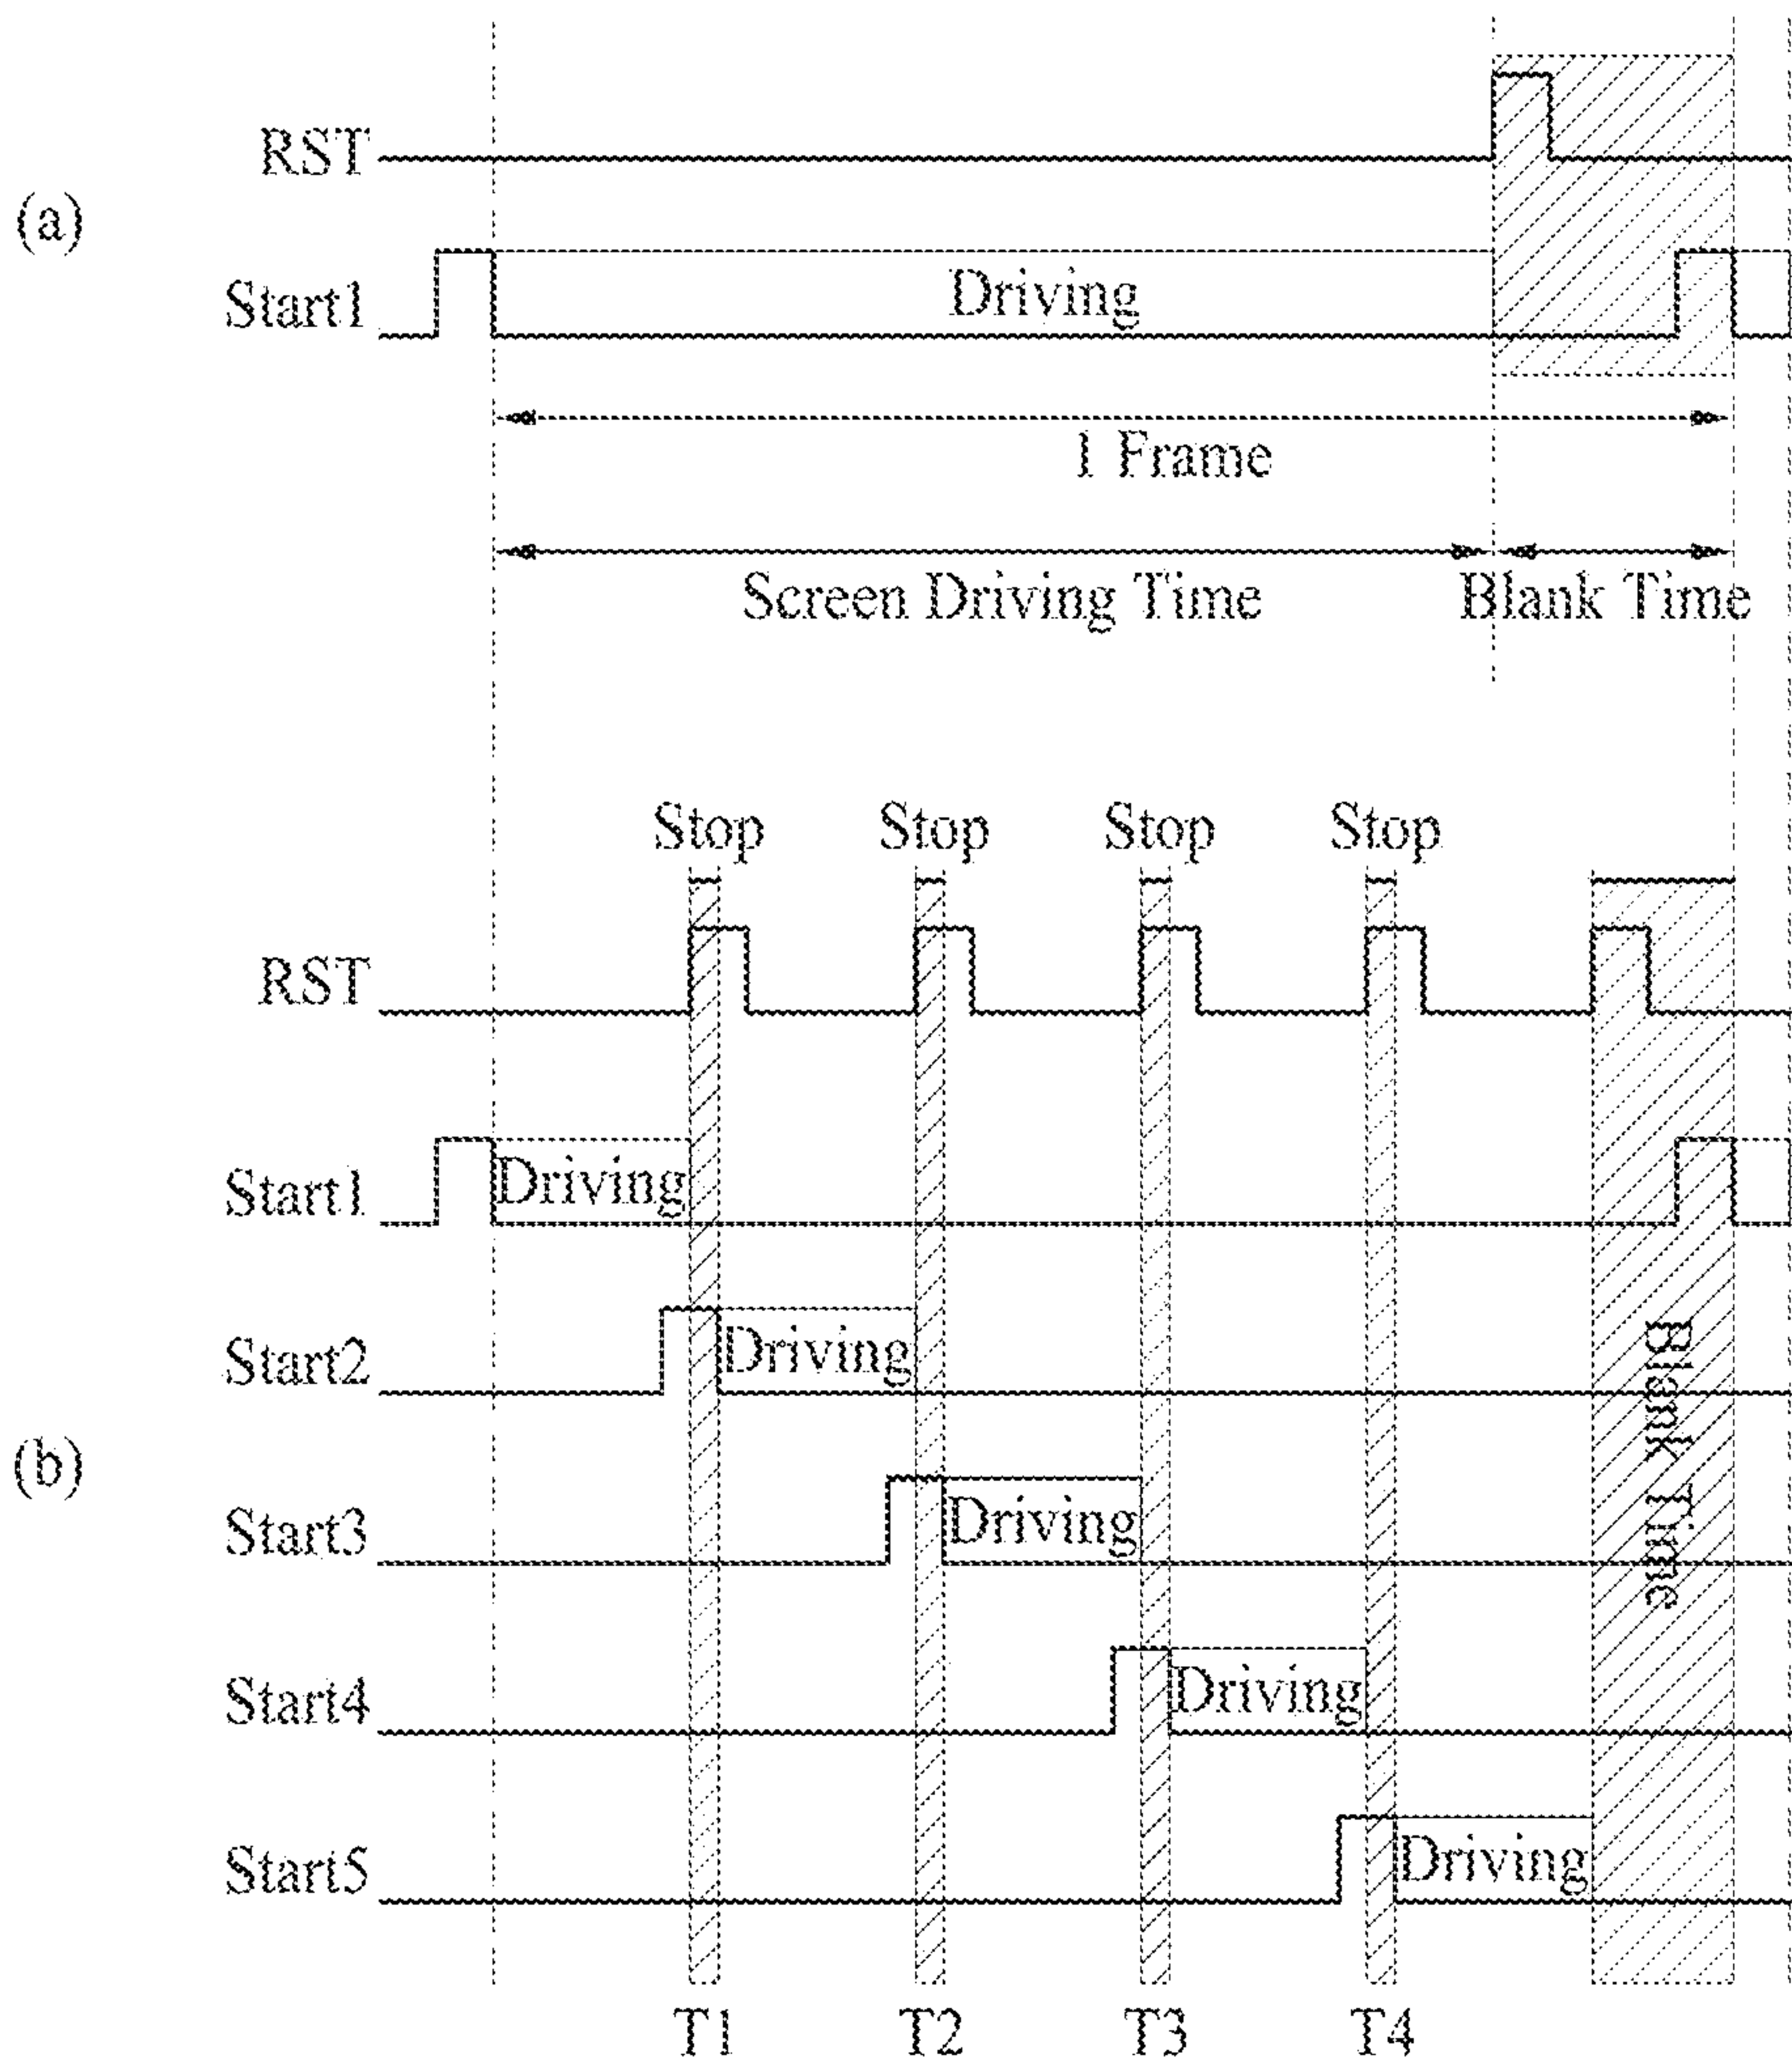 RST
(a)
Start1
Driving
1 Frame
Screen Driving Time
Blank Time
Stop Stop Stop Stop
RST
Start1
Driving
Start2
Driving
Blank Time
(b)
Start3
Driving
Start4
Driving
Start5
Driving
T1 T2 T3 T4